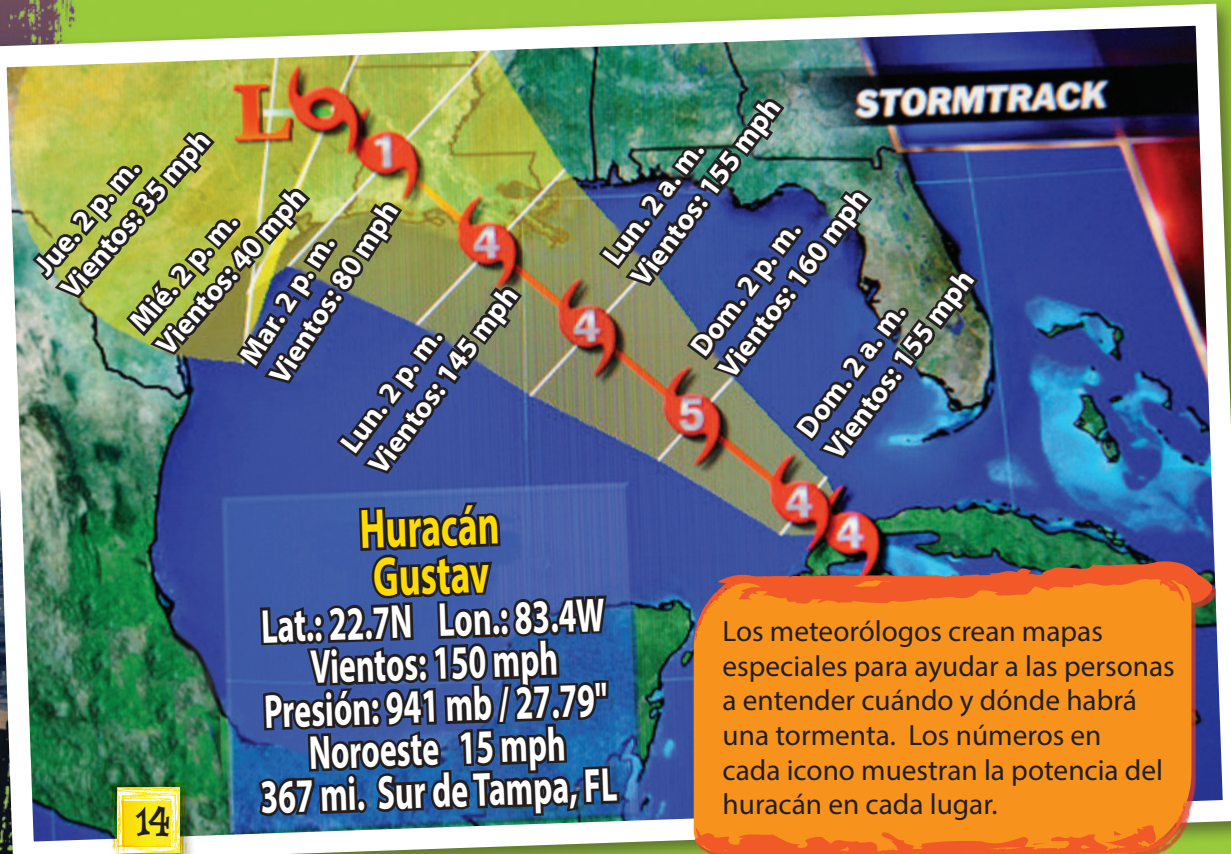 STORMTRACK
L
1
4
4
5
4
4
Jue. 2 p. m.
Vientos: 35 mph
Mié. 2 p. m.
Vientos: 40 mph
Mar. 2 p. m.
Vientos: 80 mph
Lun. 2 p. m.
Vientos: 145 mph
Lun. 2 a. m.
Vientos: 155 mph
Dom. 2 p. m.
Vientos: 160 mph
Dom. 2 a. m.
Vientos: 155 mph
Huracán
Gustav
Lat.: 22.7N Lon.: 83.4W
Vientos: 150 mph
Presión: 941 mb / 27.79"
Noroeste 15 mph
367 mi. Sur de Tampa, FL
Los meteorólogos crean mapas
especiales para ayudar a las personas
a entender cuándo y dónde habrá
una tormenta. Los números en
cada icono muestran la potencia del
huracán en cada lugar.
14